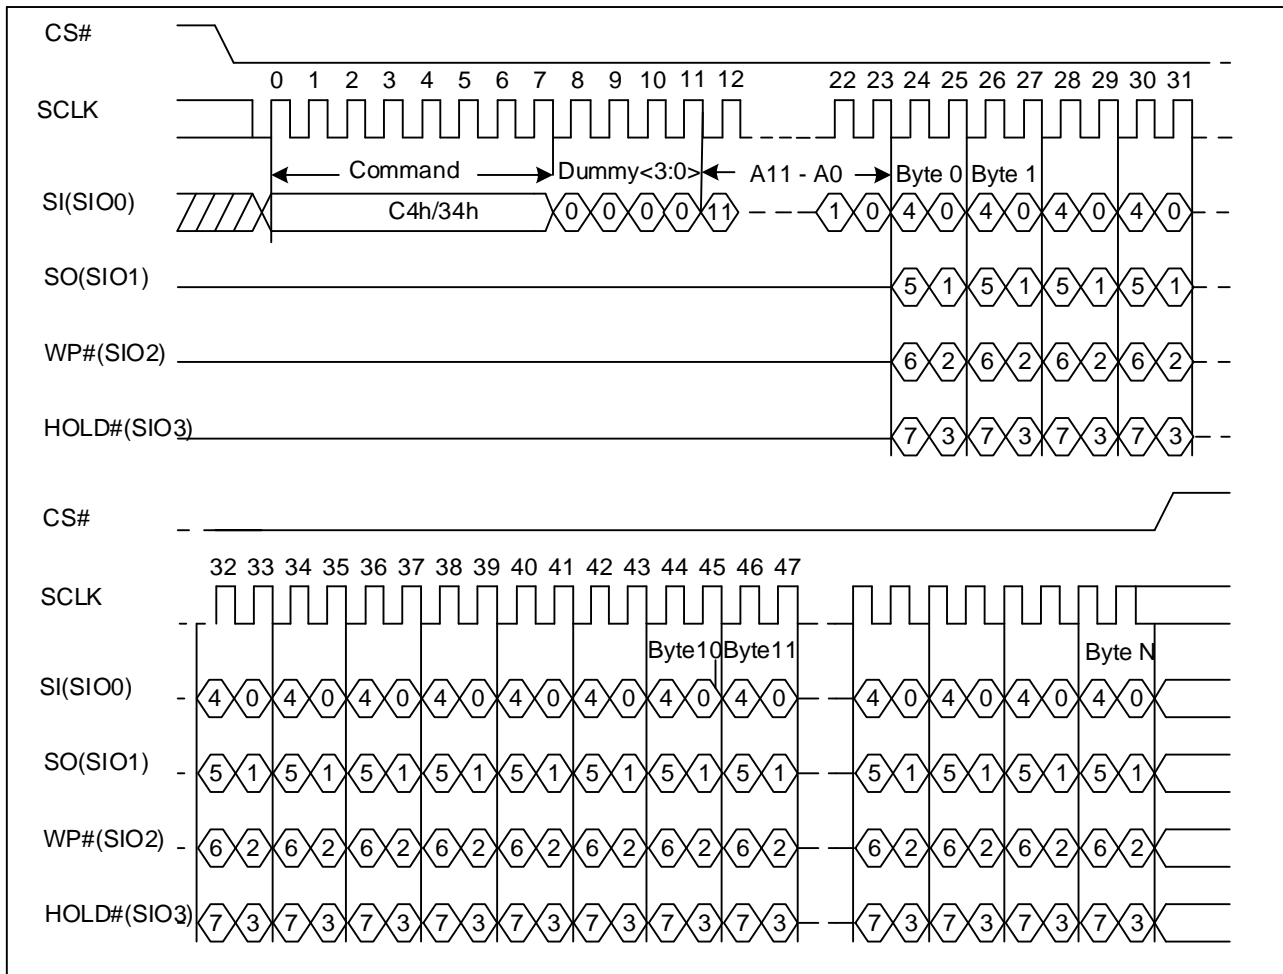 CS#
0 1 2 3 4 5 6 7 8 9 10 11 12 22 23 24 25 26 27 28 29 30 31
SCLK
Command Dummy<3:0> A11 - A0 Byte 0 Byte 1
SI(SIO0) C4h/34h 0 0 0 0 11 1 0 4 0 4 0 4 0 4 0
SO(SIO1) 5 1 5 1 5 1 5 1
WP#(SIO2) 6 2 6 2 6 2 6 2
HOLD#(SIO3) 7 3 7 3 7 3 7 3
CS#
32 33 34 35 36 37 38 39 40 41 42 43 44 45 46 47
SCLK
Byte10 Byte11 Byte N
SI(SIO0) 4 0 4 0 4 0 4 0 4 0 4 0 4 0 4 0 4 0 4 0 4 0 4 0
SO(SIO1) 5 1 5 1 5 1 5 1 5 1 5 1 5 1 5 1 5 1 5 1 5 1 5 1
WP#(SIO2) 6 2 6 2 6 2 6 2 6 2 6 2 6 2 6 2 6 2 6 2 6 2 6 2
HOLD#(SIO3) 7 3 7 3 7 3 7 3 7 3 7 3 7 3 7 3 7 3 7 3 7 3 7 3